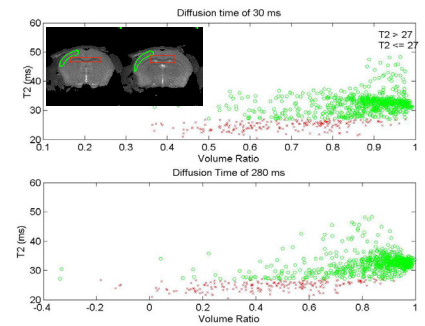 Diffusion time of 30 ms
60
50
40
30
20
T2 (ms)
T2 > 27
T2 <= 27
0.1 0.2 0.3 0.4 0.5 0.6 0.7 0.8 0.9 1
Volume Ratio
Diffusion Time of 280 ms
60
50
40
30
20
T2 (ms)
-0.4 -0.2 0 0.2 0.4 0.6 0.8 1
Volume Ratio